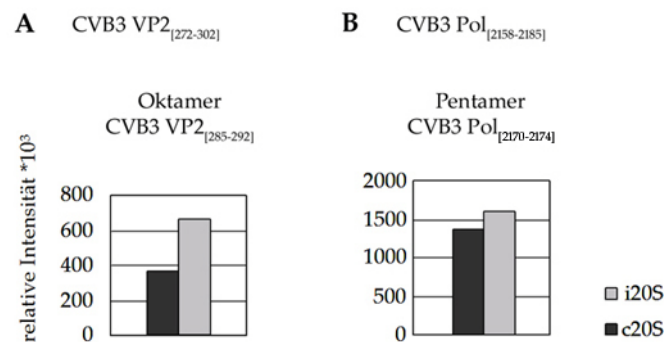 A CVB3 VP2[272-302]
Oktamer
CVB3 VP2[285-292]
relative Intensität *10³
800
600
400
200
0
B CVB3 Pol[2158-2185]
Pentamer
CVB3 Pol[2170-2174]
2000
1500
1000
500
0
i20S
c20S